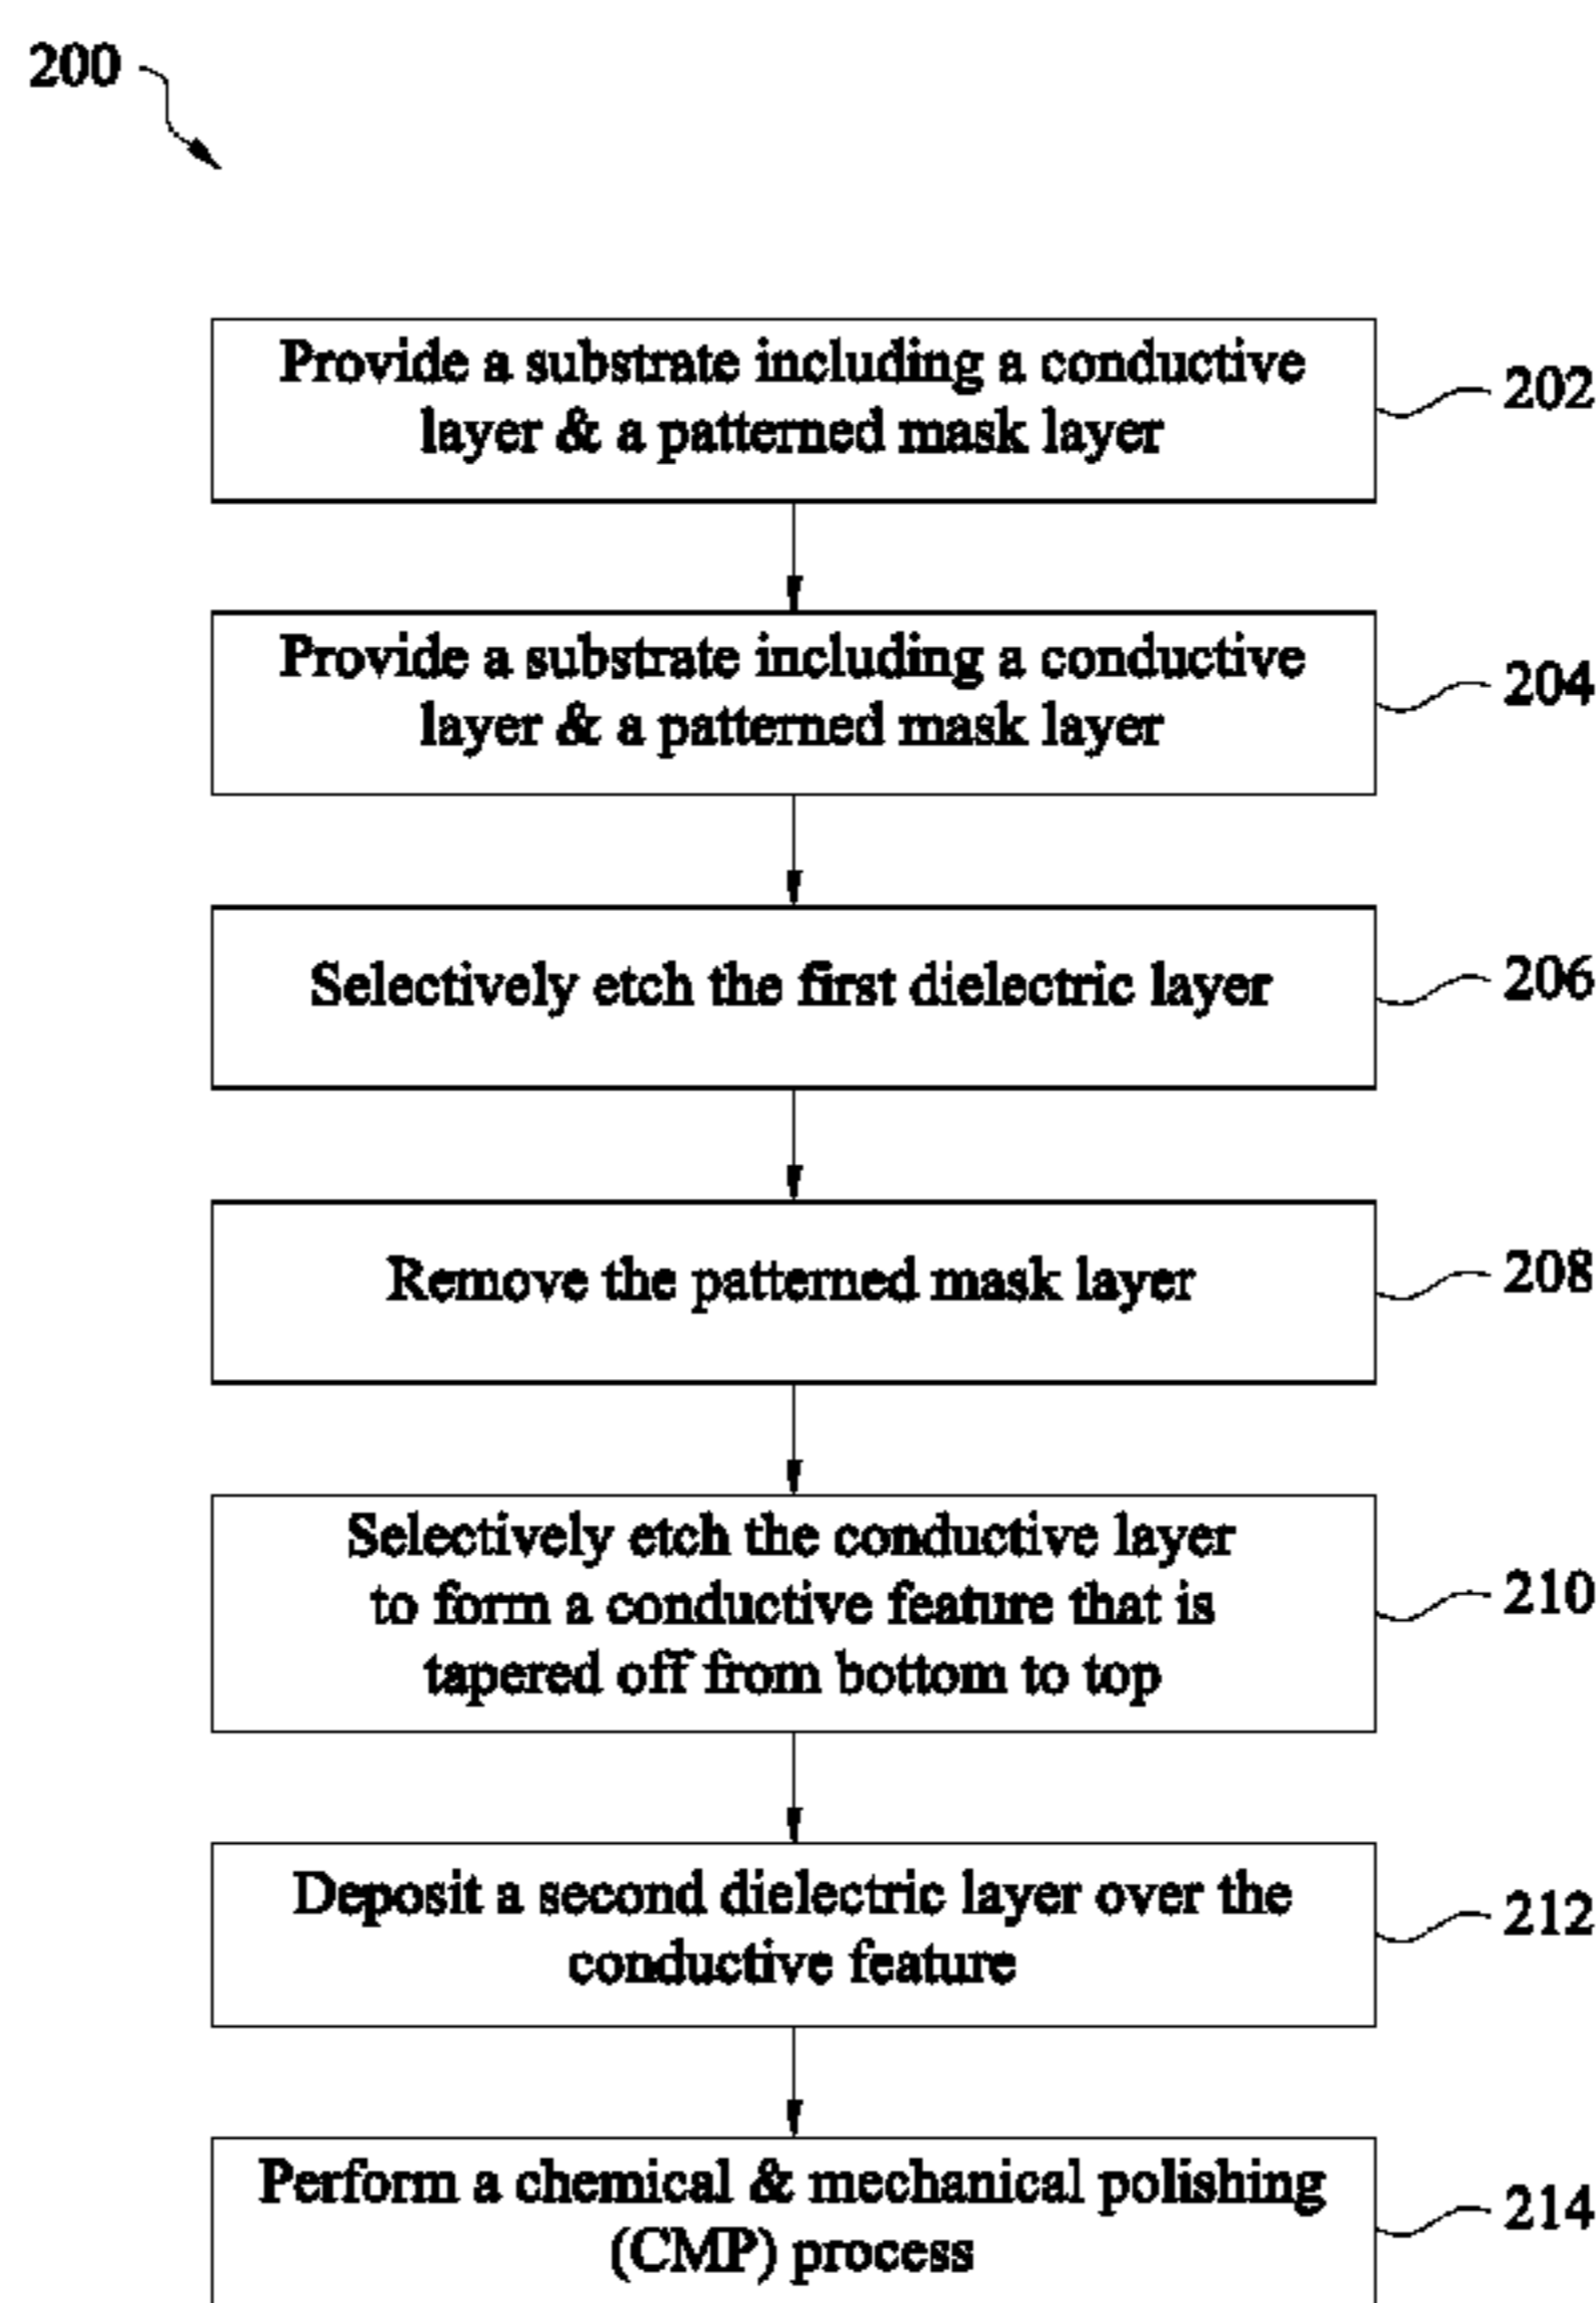 200
Provide a substrate including a conductive
layer & a patterned mask layer
202
Provide a substrate including a conductive
layer & a patterned mask layer
204
Selectively etch the first dielectric layer
206
Remove the patterned mask layer
208
Selectively etch the conductive layer
to form a conductive feature that is
tapered off from bottom to top
210
Deposit a second dielectric layer over the
conductive feature
212
Perform a chemical & mechanical polishing
(CMP) process
214